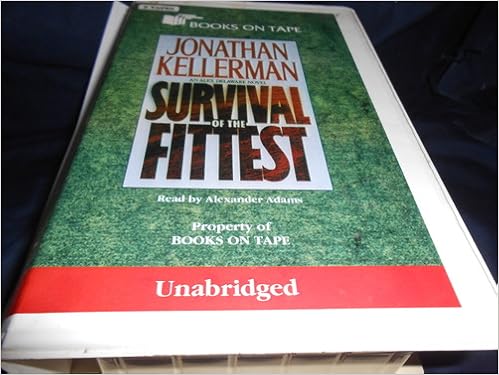 BOOKS ON TAPE
JONATHAN
KELLERMAN
AN ALEX DELAWARE NOVEL
SURVIVAL
OF THE
FITTEST
Read by Alexander Adams
Property of
BOOKS ON TAPE
Unabridged